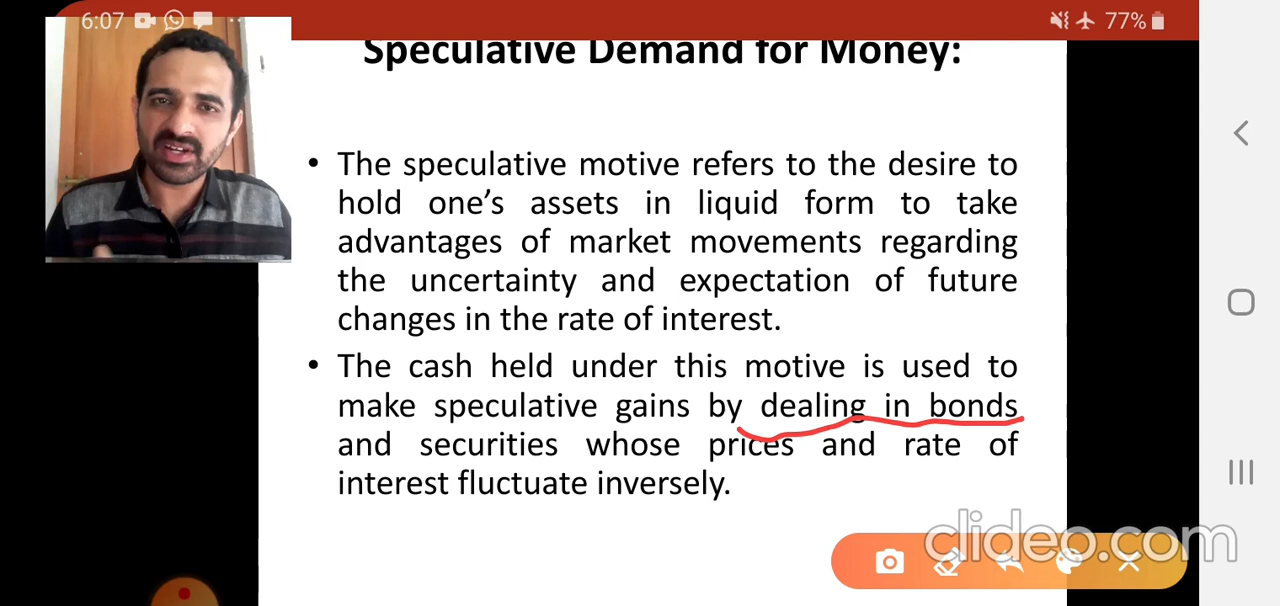 6:07
77%
Speculative Demand for Money:
• The speculative motive refers to the desire to
hold one's assets in liquid form to take
advantages of market movements regarding
the uncertainty and expectation of future
changes in the rate of interest.
• The cash held under this motive is used to
make speculative gains by dealing in bonds
and securities whose prices and rate of
interest fluctuate inversely.
clideo.com